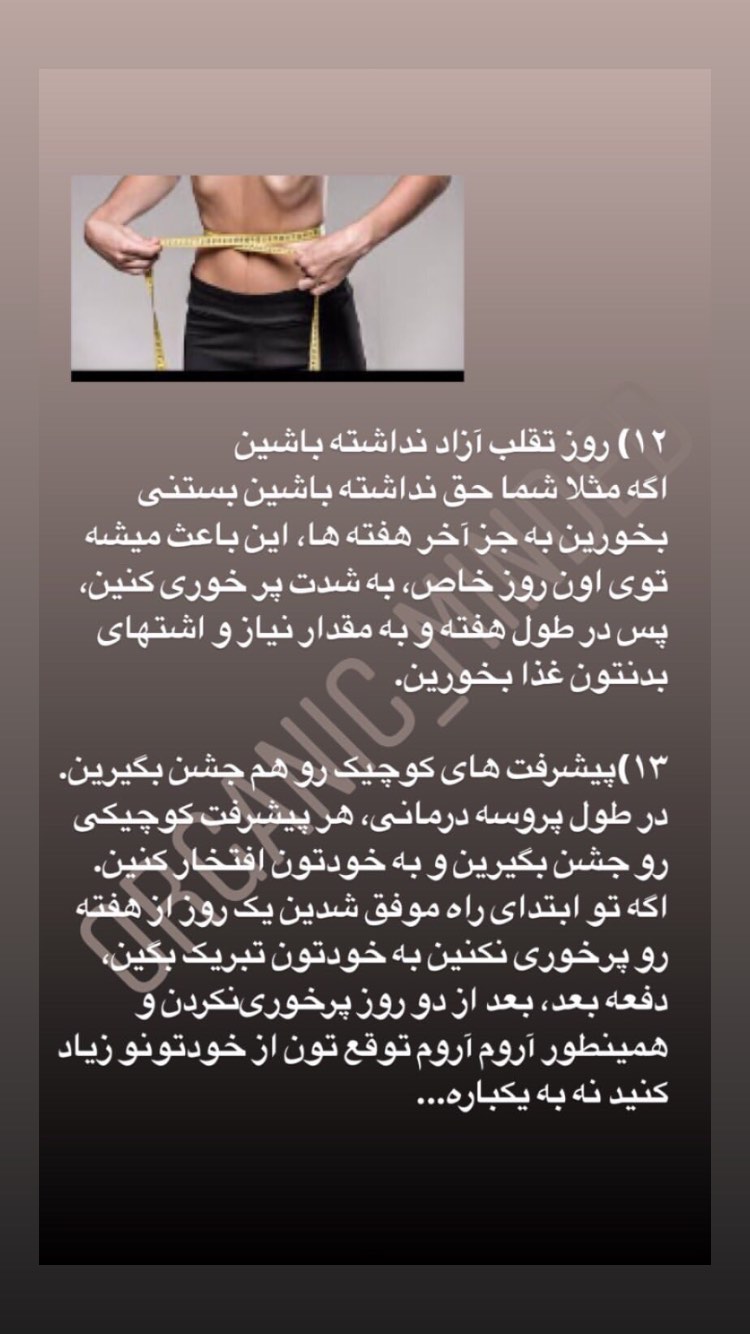 ۱۲) روز تقلب آزاد نداشته باشین
اگه مثلا شما حق نداشته باشین بستنی
بخورین به جز آخر هفته ها، این باعث میشه
توی اون روز خاص، به شدت پر خوری کنین،
پس در طول هفته و به مقدار نیاز و اشتهای
بدنتون غذا بخورین.
۱۳)پیشرفت های کوچیک رو هم جشن بگیرین.
در طول پروسه درمانی، هر پیشرفت کوچیکی
رو جشن بگیرین و به خودتون افتخار کنین.
اگه تو ابتدای راه موفق شدین یک روز از هفته
رو پرخوری نکنین به خودتون تبریک بگین،
دفعه بعد، بعد از دو روز پرخوری‌نکردن و
همینطور آروم آروم توقع تون از خودتونو زیاد
کنید نه به یکباره...
ORGANIC_MINDED